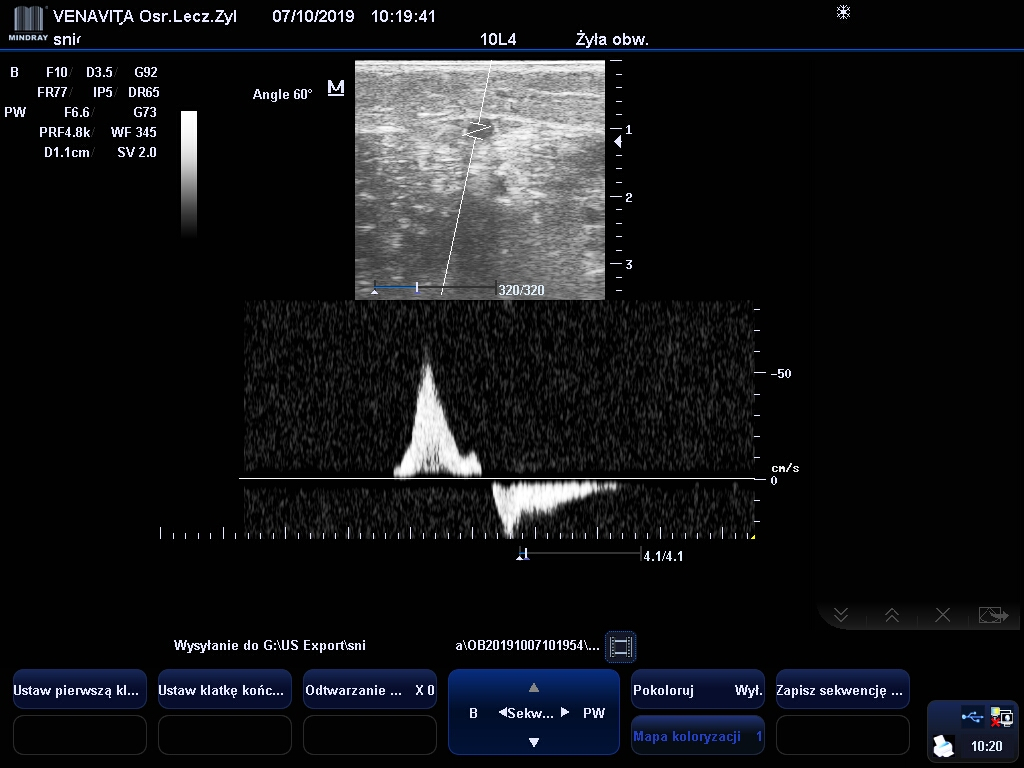 VENAVIȚA Osr.Lecz.Zyl 07/10/2019 10:19:41
MINDRAY snir 10L4 Żyła obw.
B F10/ D3.5/ G92
FR77/ IP5/ DR65
PW F6.6/ G73
PRF4.8k/ WF 345
D1.1cm/ SV 2.0
Angle 60° M
1
2
3
320/320
-50
cm/s
0
4.1/4.1
Wysyłanie do G:\US Export\sni a\OB20191007101954\...
Ustaw pierwszą kl... Ustaw klatkę końc... Odtwarzanie ... X 0 B Sekw... PW Pokoloruj Wył. Zapisz sekwencję ...
Mapa koloryzacji 1
10:20